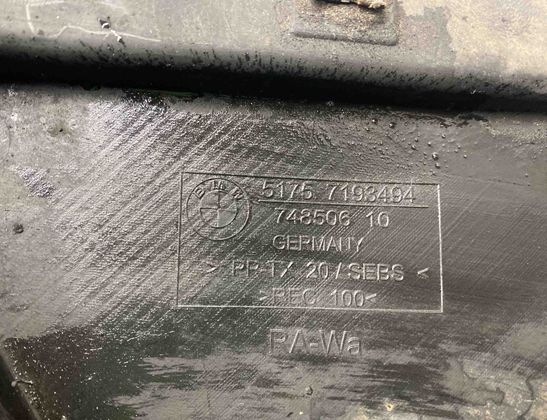 BMW
5175 7193494
748506 10
GERMANY
> PP-TX 20/SEBS <
>REC 100<
RA-Wa